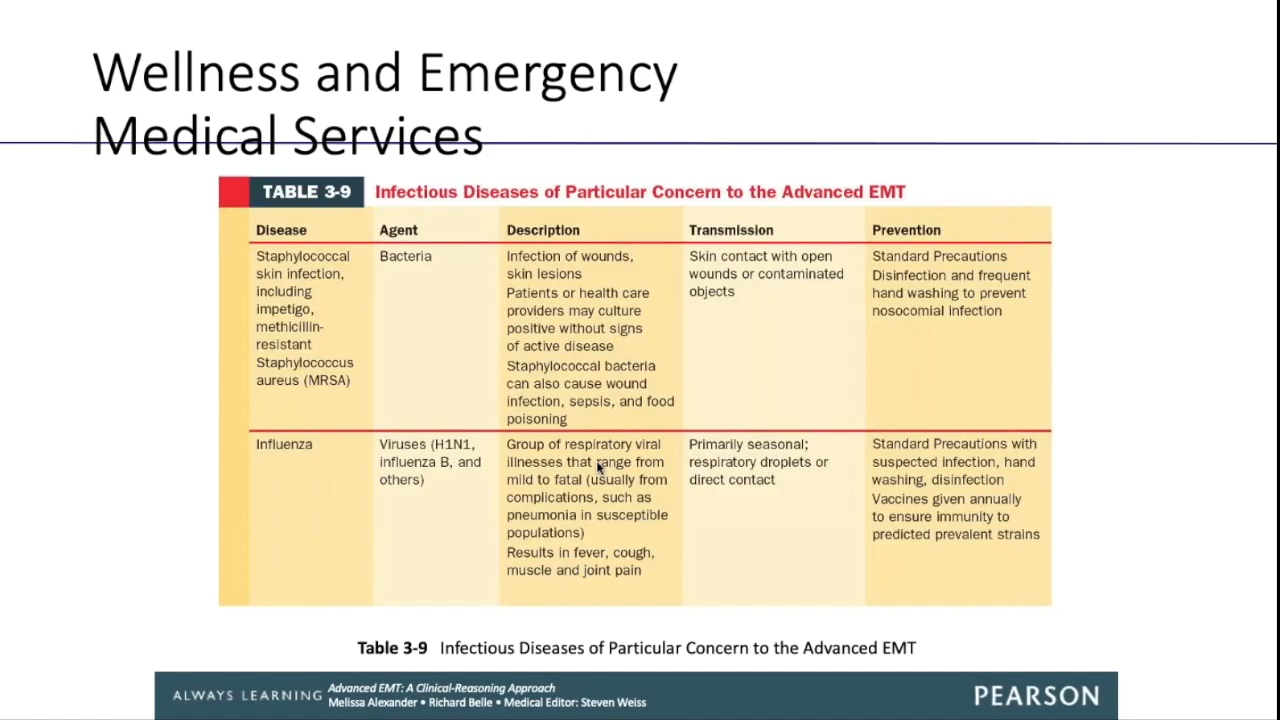 Wellness and Emergency
Medical Services
TABLE 3-9 Infectious Diseases of Particular Concern to the Advanced EMT
Disease Agent Description Transmission Prevention
Staphylococcal
skin infection,
including
impetigo,
methicillin-
resistant
Staphylococcus
aureus (MRSA)
Bacteria
Infection of wounds,
skin lesions
Patients or health care
providers may culture
positive without signs
of active disease
Staphylococcal bacteria
can also cause wound
infection, sepsis, and food
poisoning
Skin contact with open
wounds or contaminated
objects
Standard Precautions
Disinfection and frequent
hand washing to prevent
nosocomial infection
Influenza
Viruses (H1N1,
influenza B, and
others)
Group of respiratory viral
illnesses that range from
mild to fatal (usually from
complications, such as
pneumonia in susceptible
populations)
Results in fever, cough,
muscle and joint pain
Primarily seasonal;
respiratory droplets or
direct contact
Standard Precautions with
suspected infection, hand
washing, disinfection
Vaccines given annually
to ensure immunity to
predicted prevalent strains
Table 3-9 Infectious Diseases of Particular Concern to the Advanced EMT
ALWAYS LEARNING
Advanced EMT: A Clinical-Reasoning Approach
Melissa Alexander • Richard Belle • Medical Editor: Steven Weiss
PEARSON